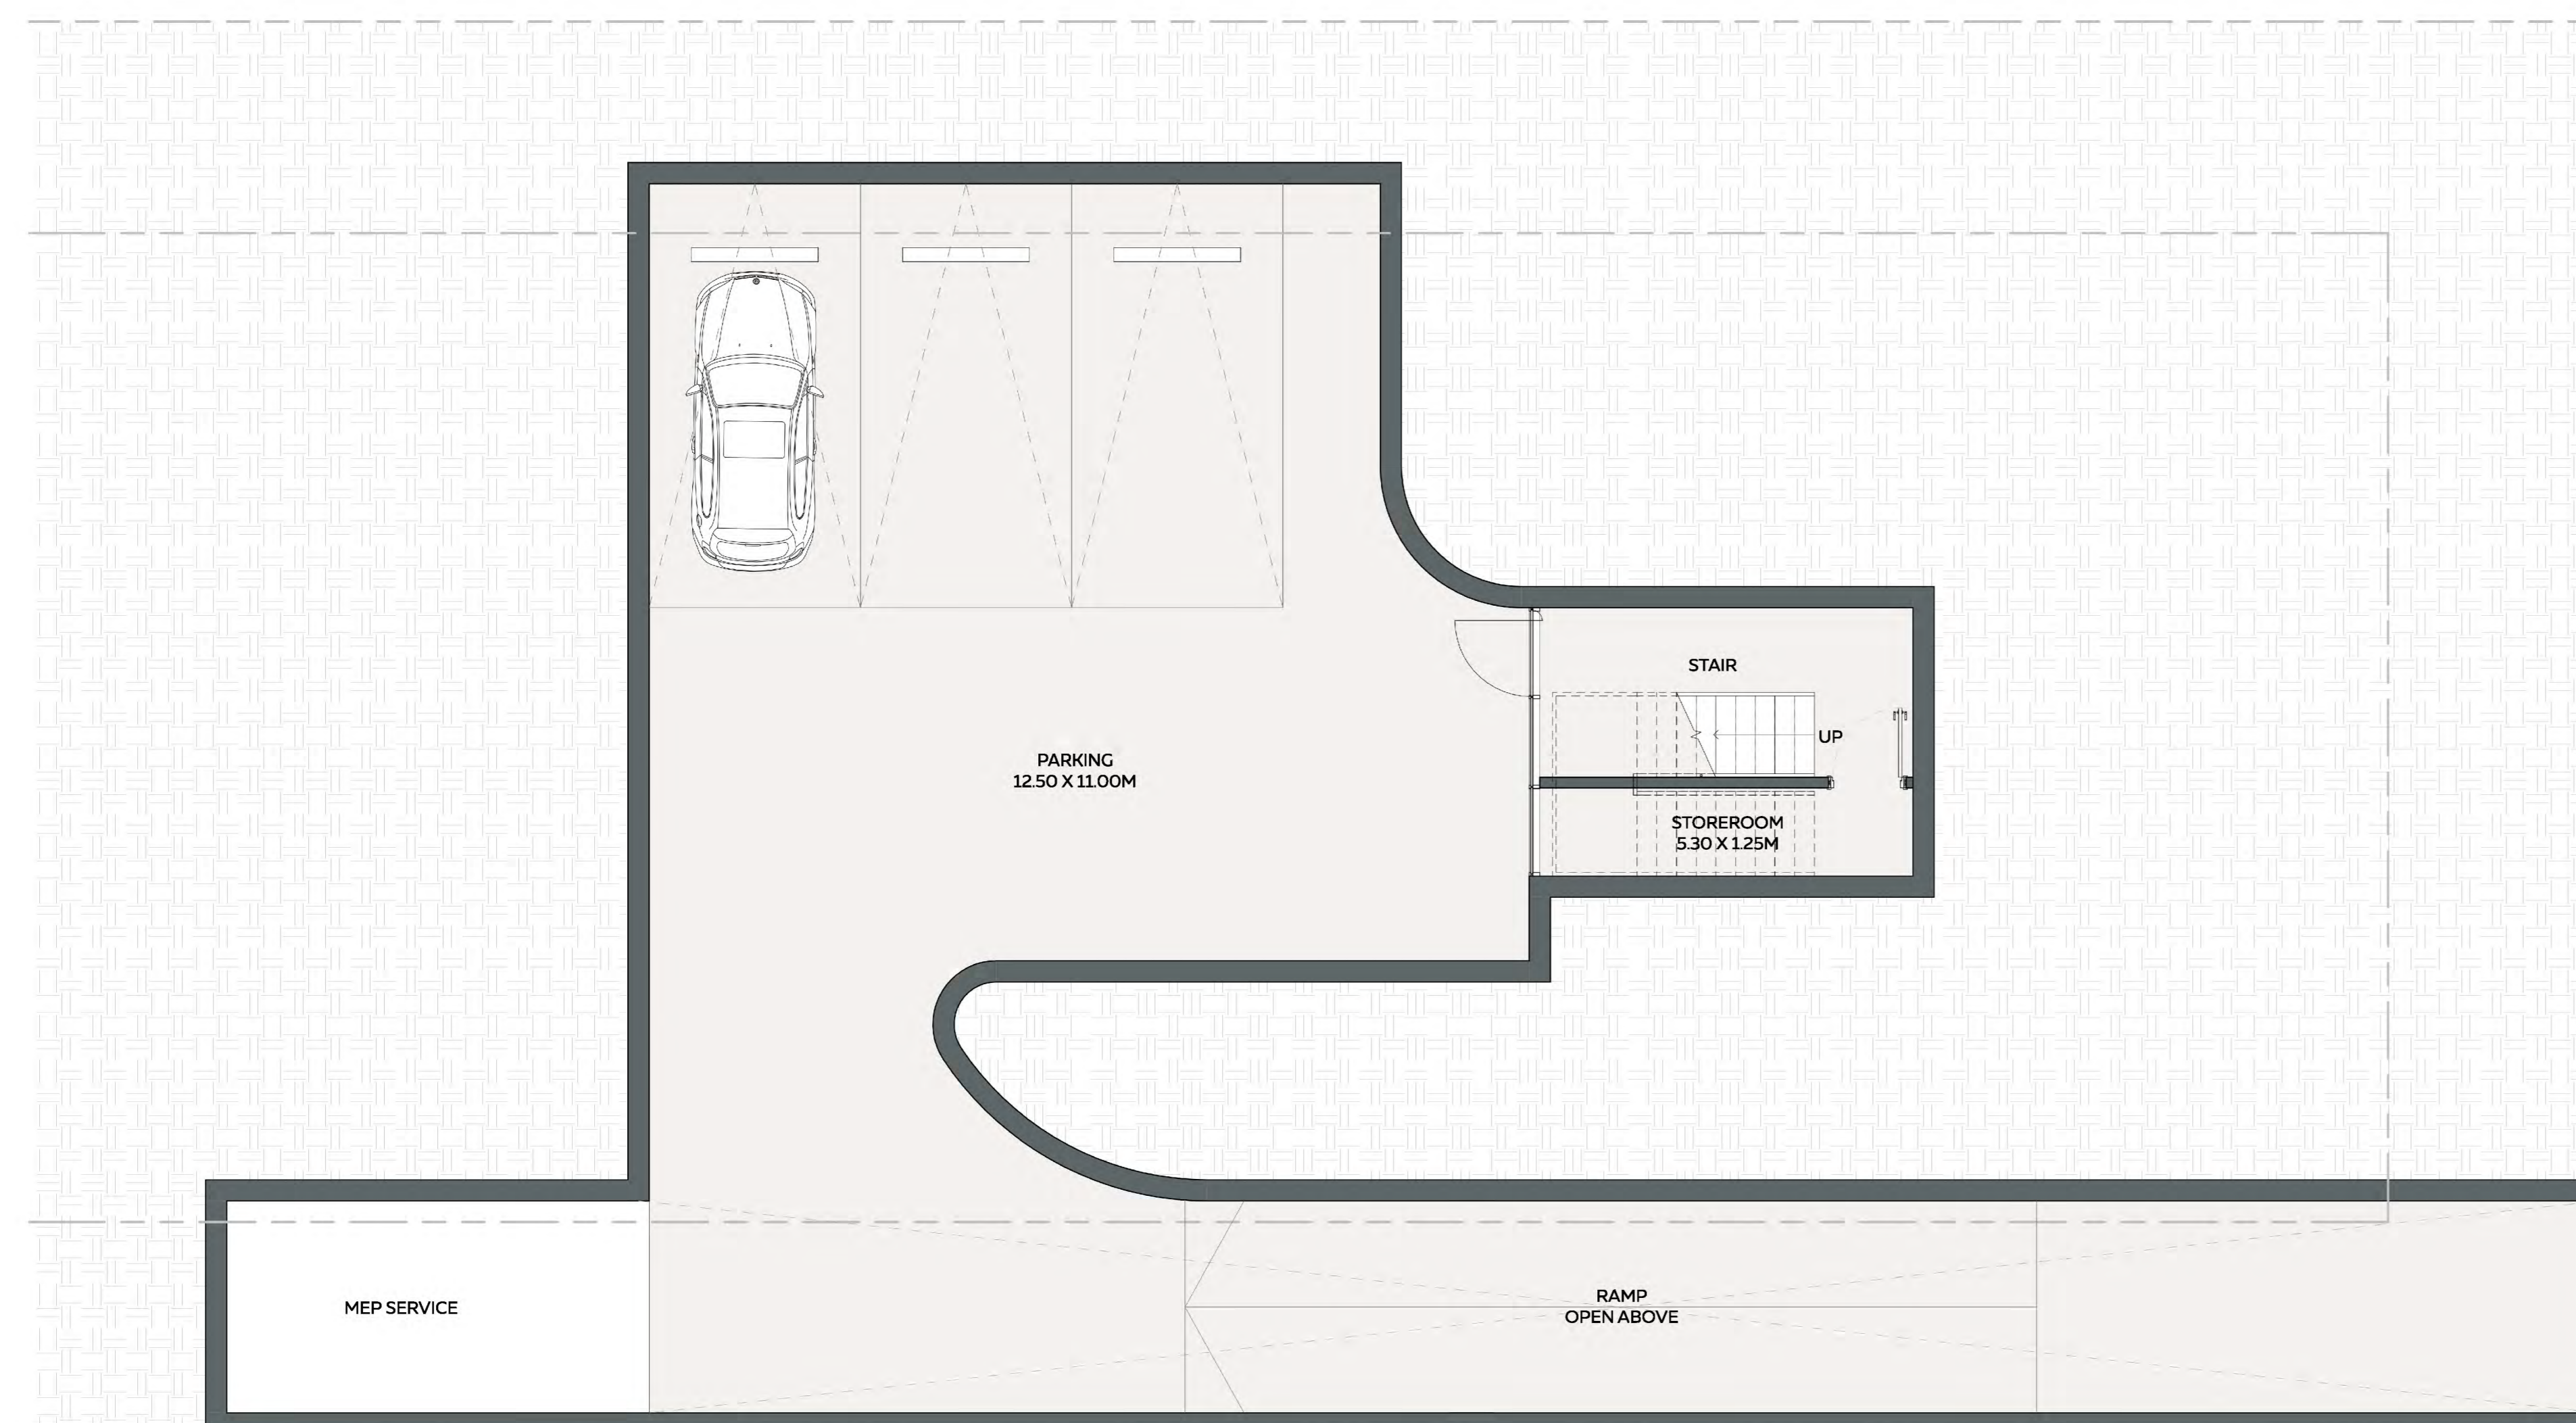 STAIR
UP
PARKING
12.50 X 11.00M
STOREROOM
5.30 X 1.25M
MEP SERVICE
RAMP
OPEN ABOVE